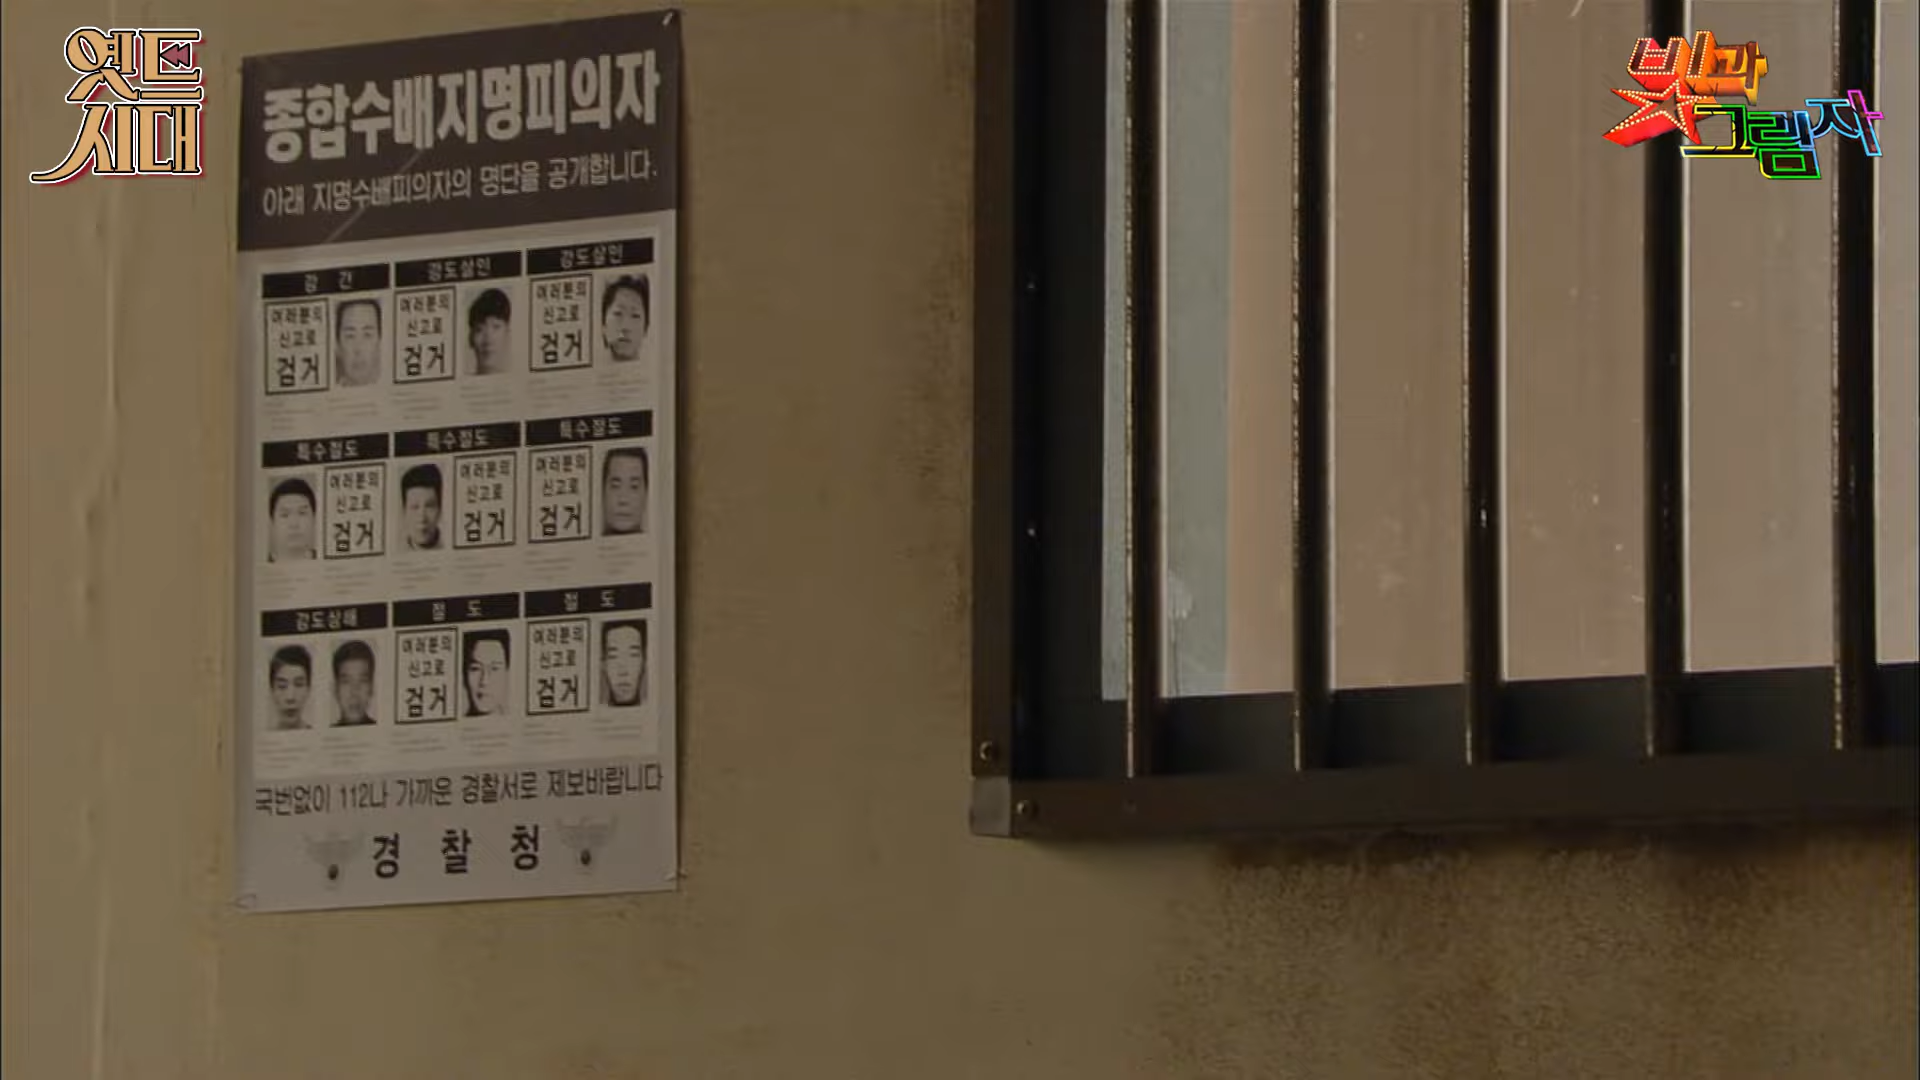 옛드
시대
빛과
그림자
종합수배지명피의자
아래 지명수배피의자의 명단을 공개합니다.
강 간
강도살인
강도살인
여러분의
신고로
검거
여러분의
신고로
검거
여러분의
신고로
검거
특수절도
특수절도
특수절도
여러분의
신고로
검거
여러분의
신고로
검거
여러분의
신고로
검거
강도상해
절 도
절 도
여러분의
신고로
검거
여러분의
신고로
검거
국번없이 112나 가까운 경찰서로 제보바랍니다
경 찰 청